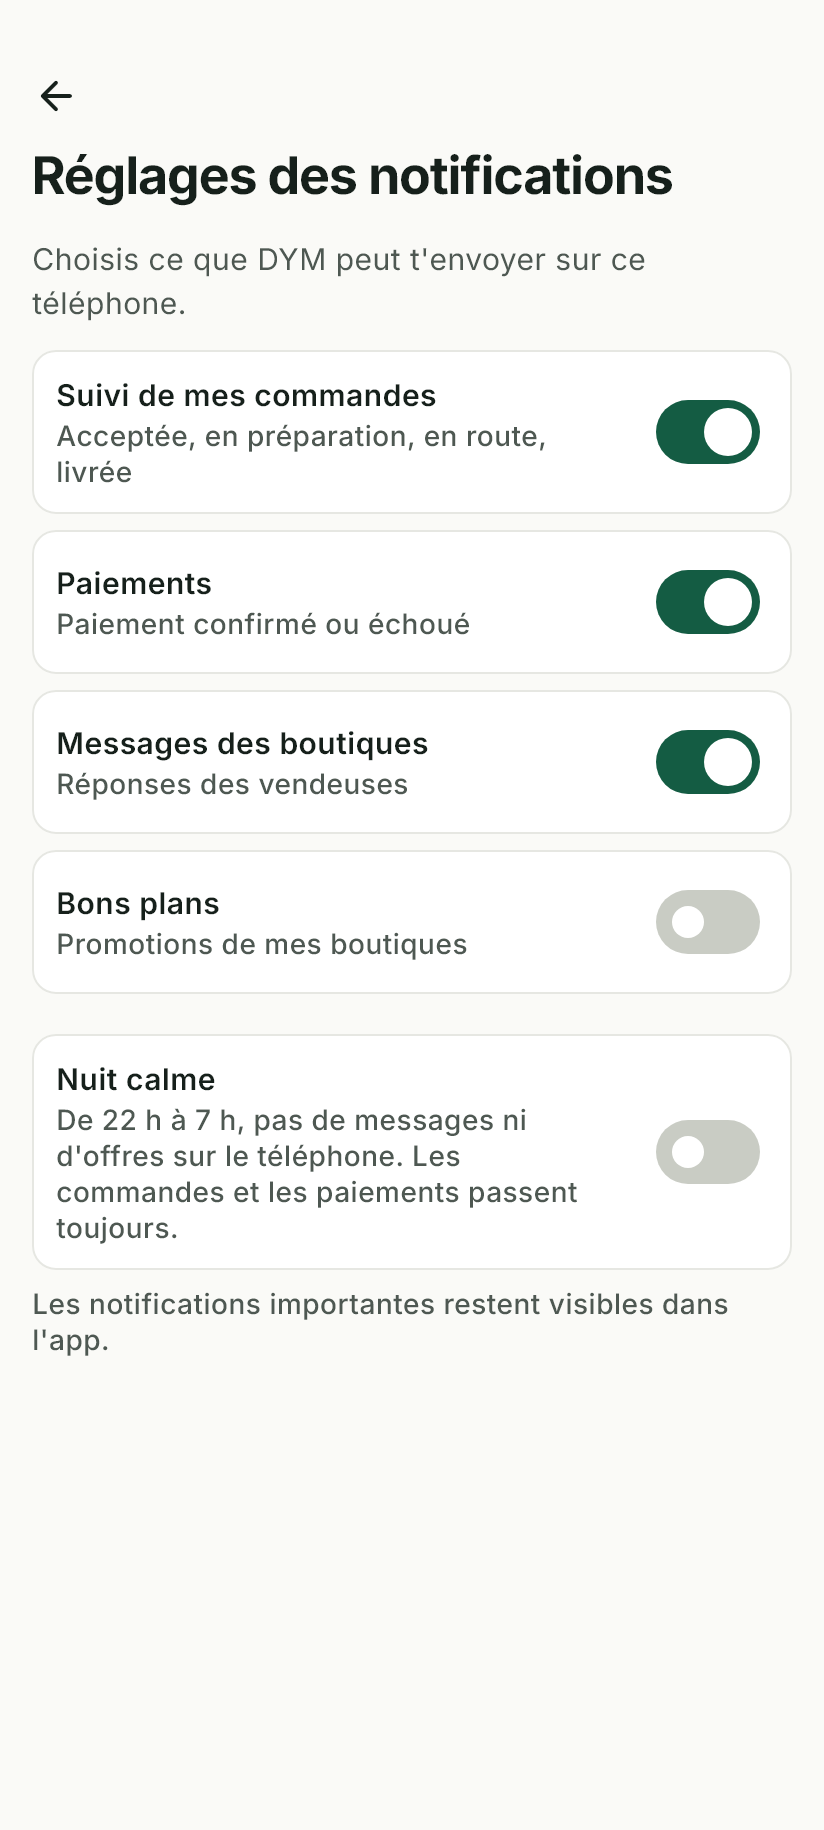 Réglages des notifications
Choisis ce que DYM peut t'envoyer sur ce
téléphone.
Suivi de mes commandes
Acceptée, en préparation, en route,
livrée
Paiements
Paiement confirmé ou échoué
Messages des boutiques
Réponses des vendeuses
Bons plans
Promotions de mes boutiques
Nuit calme
De 22 h à 7 h, pas de messages ni
d'offres sur le téléphone. Les
commandes et les paiements passent
toujours.
Les notifications importantes restent visibles dans
l'app.